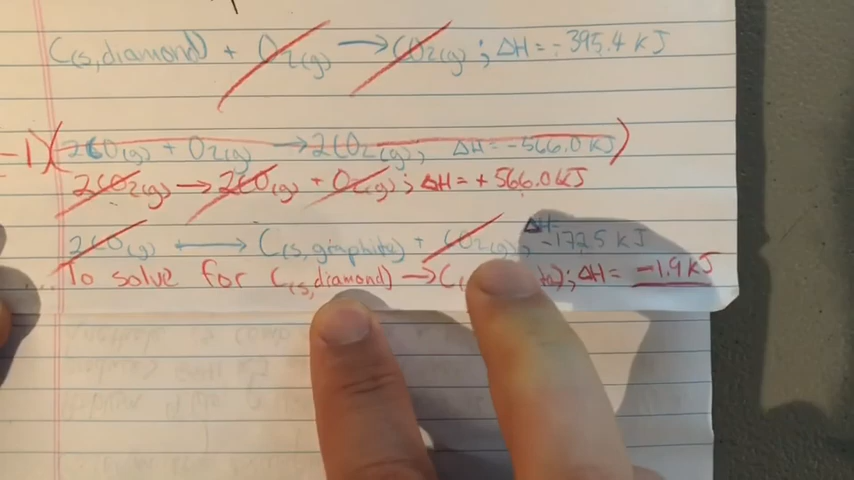 C(s,diamond) + O₂(g) → CO₂(g) ; ΔH = -395.4 kJ
-1)(2CO(g) + O₂(g) → 2CO₂(g) ; ΔH = -566.0 kJ)
2CO₂(g) → 2CO(g) + O₂(g) ; ΔH = +566.0 kJ
2CO(g) ⟷ C(s,graphite) + CO₂(g) ; ΔH= -172.5 kJ
... To solve for C(s,diamond) → C( ); ΔH = -1.9 kJ